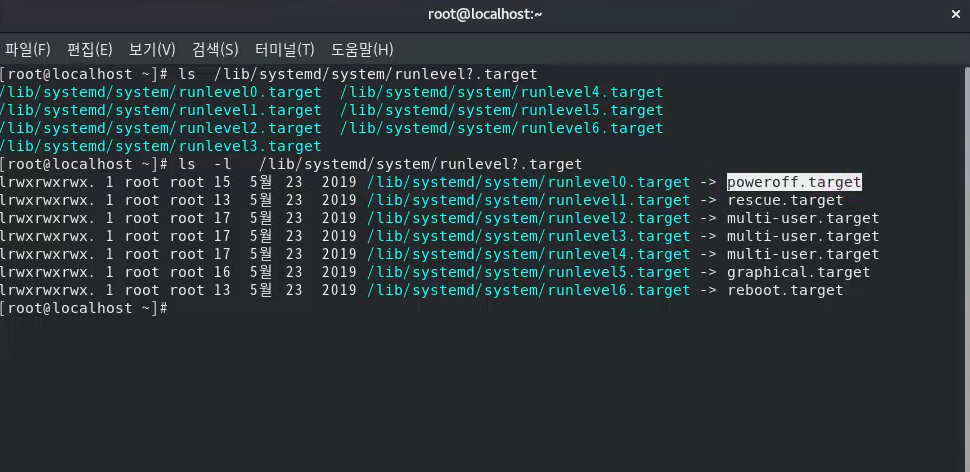 root@localhost:~
파일(F) 편집(E) 보기(V) 검색(S) 터미널(T) 도움말(H)
[root@localhost ~]# ls  /lib/systemd/system/runlevel?.target
/lib/systemd/system/runlevel0.target  /lib/systemd/system/runlevel4.target
/lib/systemd/system/runlevel1.target  /lib/systemd/system/runlevel5.target
/lib/systemd/system/runlevel2.target  /lib/systemd/system/runlevel6.target
/lib/systemd/system/runlevel3.target
[root@localhost ~]# ls  -l   /lib/systemd/system/runlevel?.target
lrwxrwxrwx. 1 root root 15  5월 23  2019 /lib/systemd/system/runlevel0.target -> poweroff.target
lrwxrwxrwx. 1 root root 13  5월 23  2019 /lib/systemd/system/runlevel1.target -> rescue.target
lrwxrwxrwx. 1 root root 17  5월 23  2019 /lib/systemd/system/runlevel2.target -> multi-user.target
lrwxrwxrwx. 1 root root 17  5월 23  2019 /lib/systemd/system/runlevel3.target -> multi-user.target
lrwxrwxrwx. 1 root root 17  5월 23  2019 /lib/systemd/system/runlevel4.target -> multi-user.target
lrwxrwxrwx. 1 root root 16  5월 23  2019 /lib/systemd/system/runlevel5.target -> graphical.target
lrwxrwxrwx. 1 root root 13  5월 23  2019 /lib/systemd/system/runlevel6.target -> reboot.target
[root@localhost ~]#